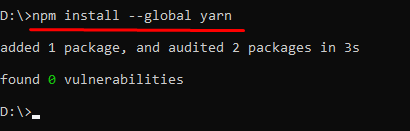 D:\>npm install --global yarn
added 1 package, and audited 2 packages in 3s
found 0 vulnerabilities
D:\>